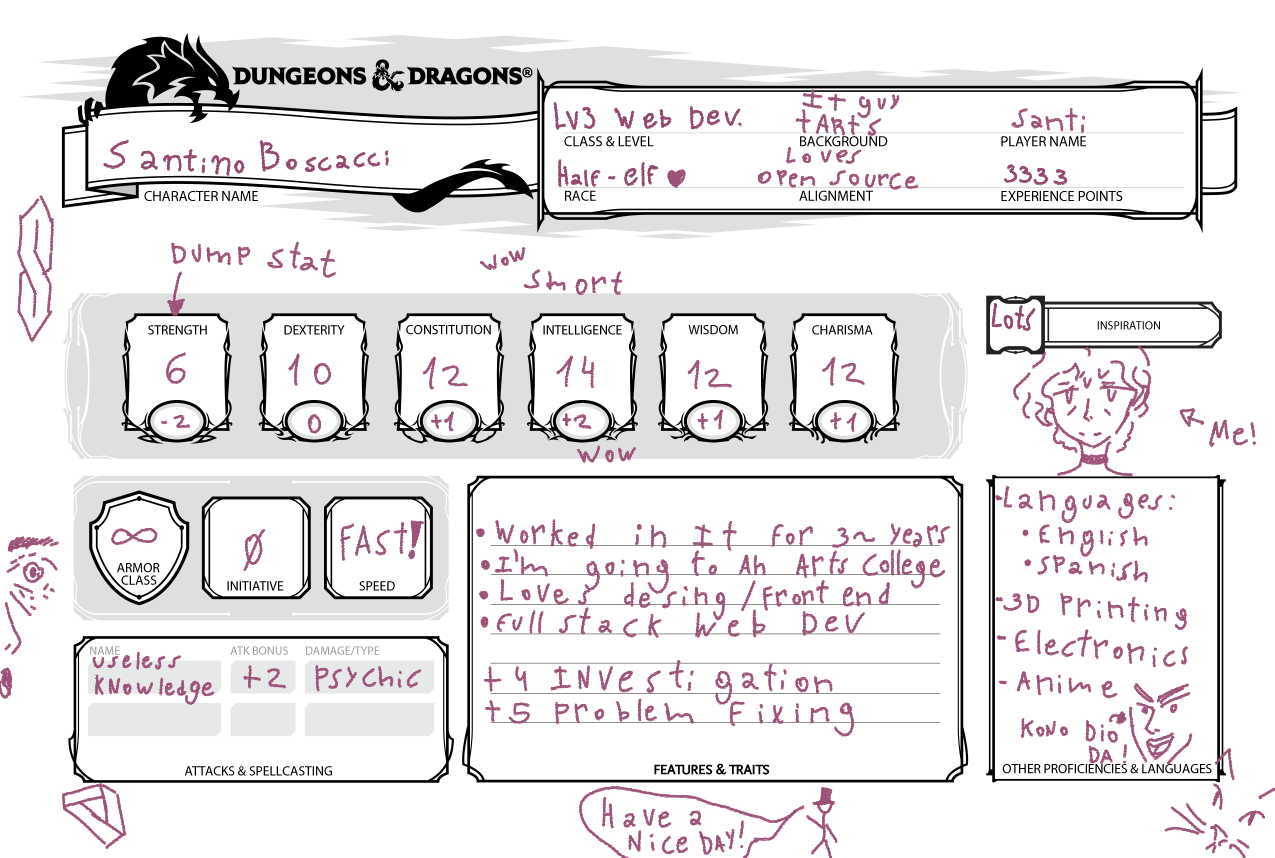 DUNGEONS & DRAGONS®
Santino Boscacci
CHARACTER NAME
Lv3 Web Dev.
CLASS & LEVEL
It guy
+ARts
BACKGROUND
Santi
PLAYER NAME
Half-elf ♥
RACE
Loves
open source
ALIGNMENT
3333
EXPERIENCE POINTS
Dump stat
wow
Smort
STRENGTH
6
-2
DEXTERITY
10
0
CONSTITUTION
12
+1
INTELLIGENCE
14
+2
WISDOM
12
+1
CHARISMA
12
+1
wow
Lots
INSPIRATION
Me!
∞
ARMOR
CLASS
Ø
INITIATIVE
FAST!
SPEED
NAME
ATK BONUS
DAMAGE/TYPE
Useless
Knowledge
+2
Psychic
ATTACKS & SPELLCASTING
• Worked in It for 3~ years
• I'm going to An Arts College
• Loves desing/Front end
• Full stack Web Dev
+4 INVestigation
+5 problem Fixing
FEATURES & TRAITS
-Languages:
• English
• Spanish
-3D Printing
- Electronics
- Anime
KoNo Dio
DA!
OTHER PROFICIENCIES & LANGUAGES
Have a
Nice DAY!